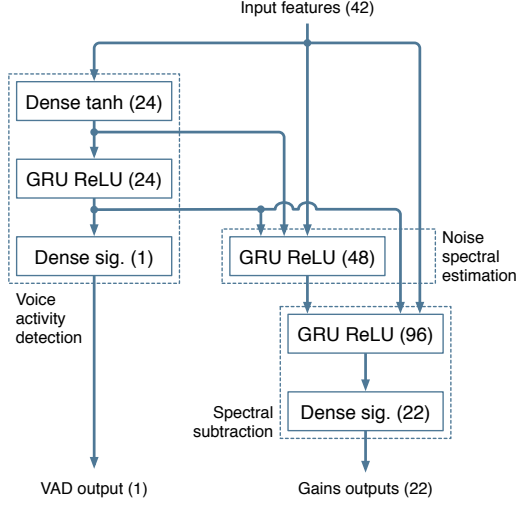 Input features (42)
Dense tanh (24)
GRU ReLU (24)
Dense sig. (1)
Voice
activity
detection
GRU ReLU (48)
Noise
spectral
estimation
GRU ReLU (96)
Dense sig. (22)
Spectral
subtraction
VAD output (1)
Gains outputs (22)